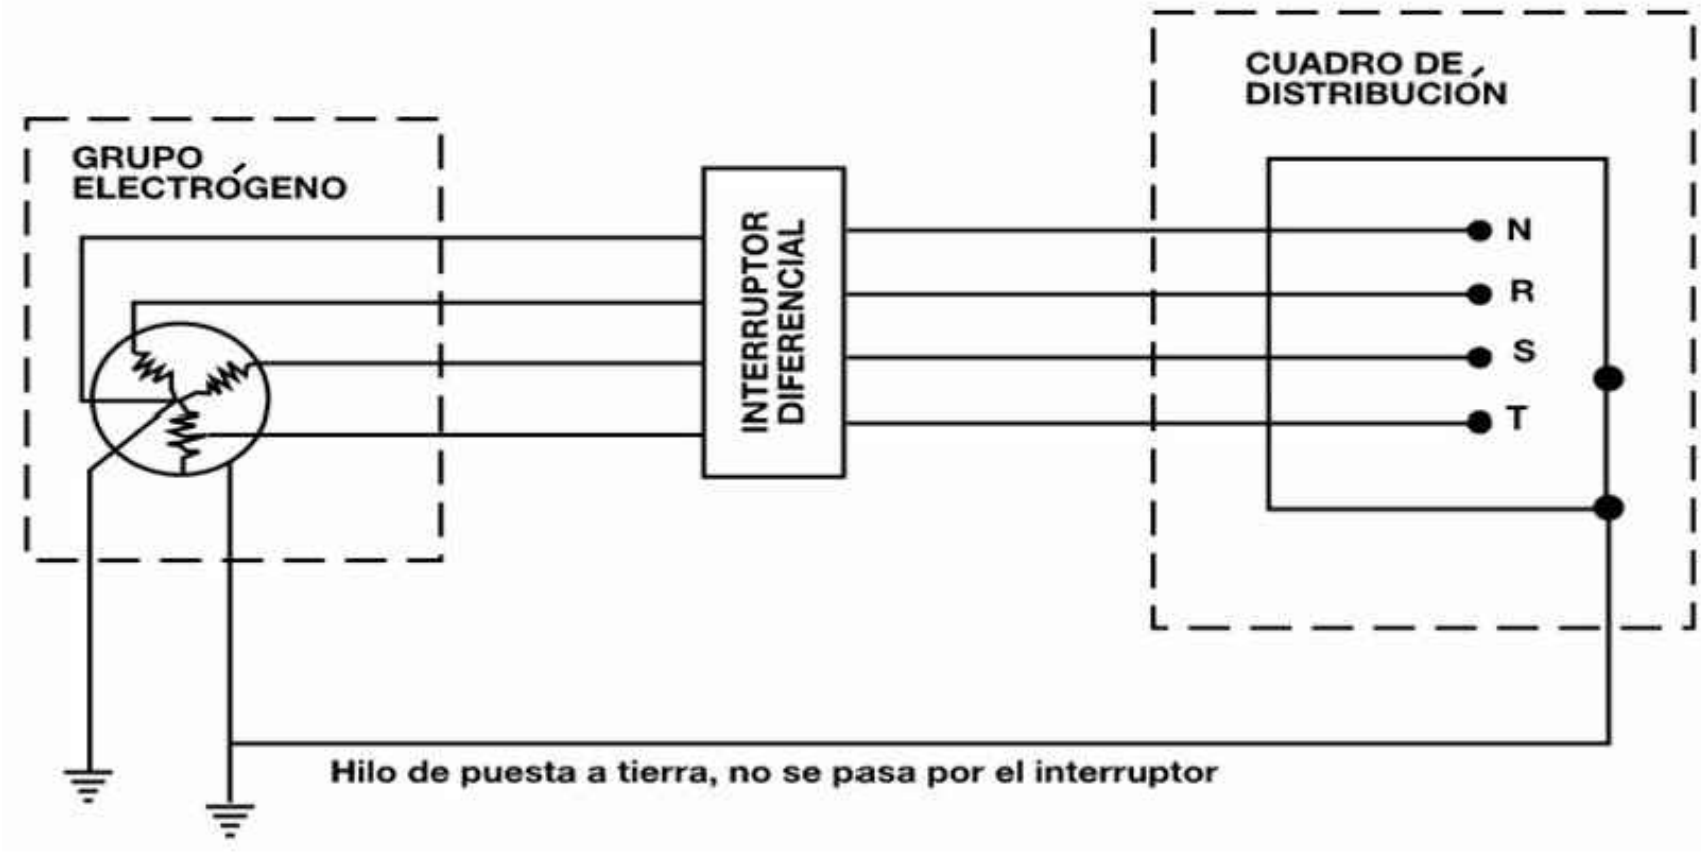 CUADRO DE
DISTRIBUCIÓN
GRUPO
ELECTRÓGENO
INTERRUPTOR
DIFERENCIAL
N
R
S
T
Hilo de puesta a tierra, no se pasa por el interruptor